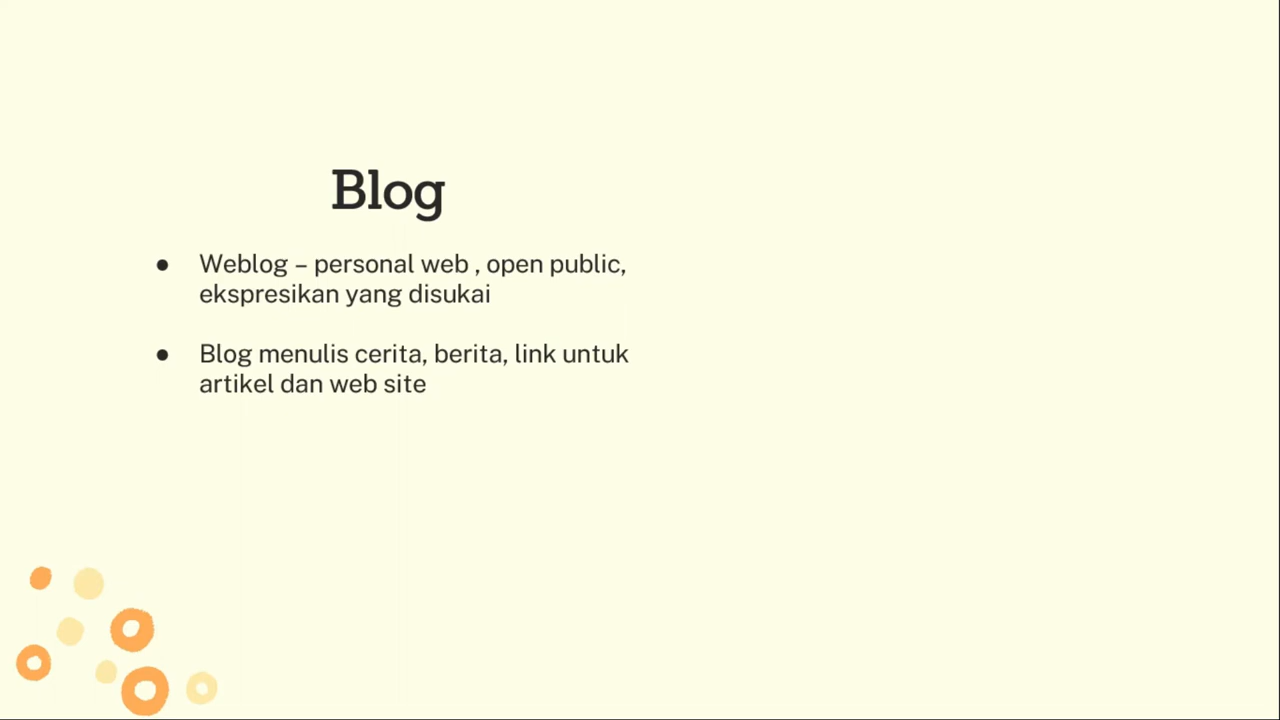 Blog
● Weblog – personal web , open public,
ekspresikan yang disukai
● Blog menulis cerita, berita, link untuk
artikel dan web site